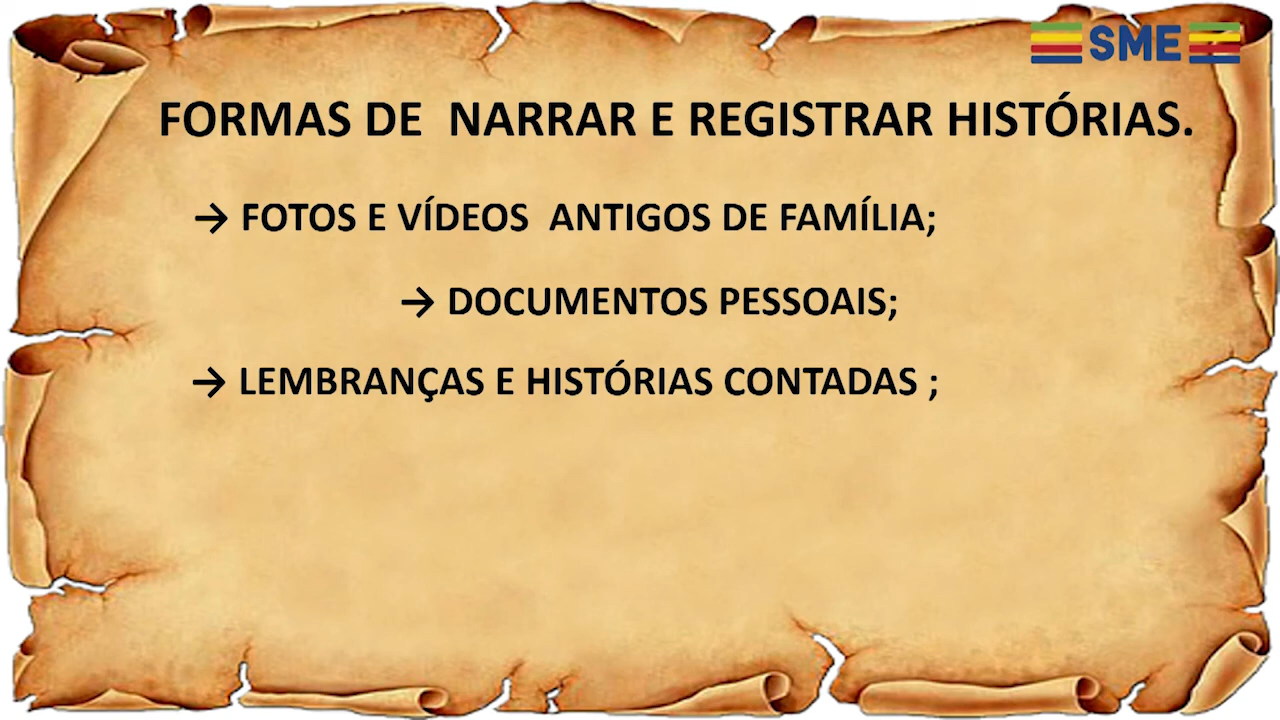 SME
FORMAS DE NARRAR E REGISTRAR HISTÓRIAS.
→ FOTOS E VÍDEOS ANTIGOS DE FAMÍLIA;
→ DOCUMENTOS PESSOAIS;
→ LEMBRANÇAS E HISTÓRIAS CONTADAS ;